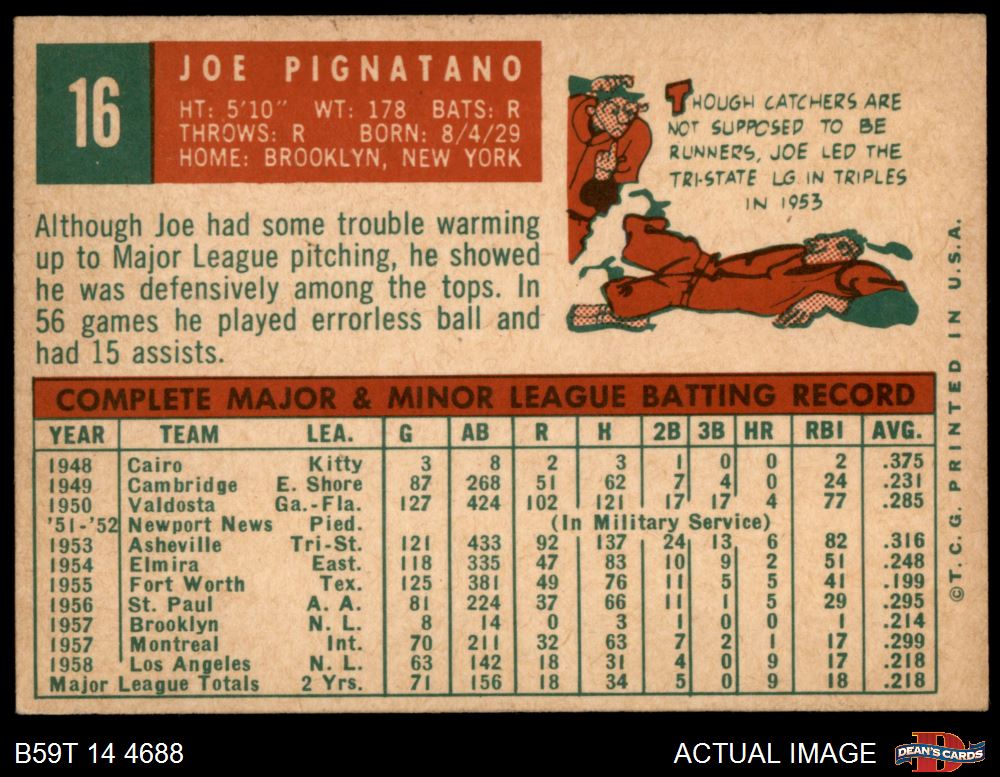 16
JOE PIGNATANO
HT: 5'10" WT: 178 BATS: R
THROWS: R BORN: 8/4/29
HOME: BROOKLYN, NEW YORK
THOUGH CATCHERS ARE
NOT SUPPOSED TO BE
RUNNERS, JOE LED THE
TRI-STATE LG. IN TRIPLES
IN 1953
Although Joe had some trouble warming
up to Major League pitching, he showed
he was defensively among the tops. In
56 games he played errorless ball and
had 15 assists.
COMPLETE MAJOR & MINOR LEAGUE BATTING RECORD
YEAR TEAM LEA. G AB R H 2B 3B HR RBI AVG.
1948 Cairo Kitty 3 8 2 3 1 0 0 2 .375
1949 Cambridge E. Shore 87 268 51 62 7 4 0 24 .231
1950 Valdosta Ga.-Fla. 127 424 102 121 17 17 4 77 .285
'51-'52 Newport News Pied. (In Military Service)
1953 Asheville Tri-St. 121 433 92 137 24 13 6 82 .316
1954 Elmira East. 118 335 47 83 10 9 2 51 .248
1955 Fort Worth Tex. 125 381 49 76 11 5 5 41 .199
1956 St. Paul A. A. 81 224 37 66 11 1 5 29 .295
1957 Brooklyn N. L. 8 14 0 3 1 0 0 1 .214
1957 Montreal Int. 70 211 32 63 7 2 1 17 .299
1958 Los Angeles N. L. 63 142 18 31 4 0 9 17 .218
Major League Totals 2 Yrs. 71 156 18 34 5 0 9 18 .218
©T. C. G. PRINTED IN U.S.A.
B59T 14 4688
ACTUAL IMAGE
DEAN'S CARDS